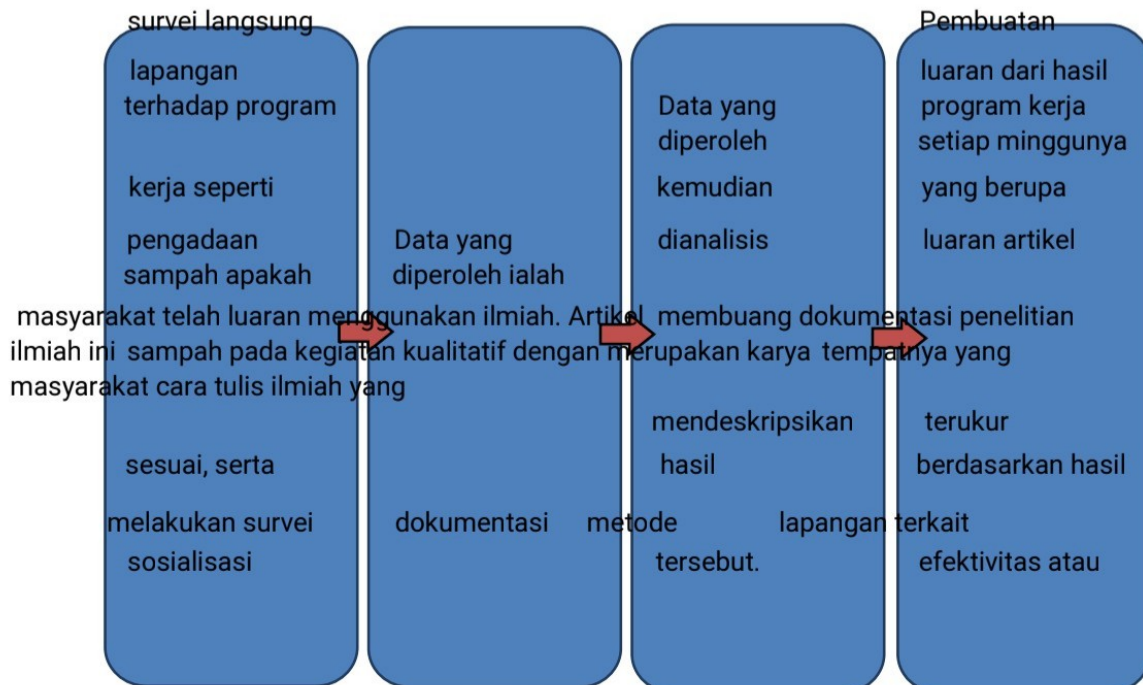 survei langsung
lapangan
terhadap program
kerja seperti
pengadaan
sampah apakah
Data yang
diperoleh ialah
Data yang
diperoleh
kemudian
dianalisis
Pembuatan
luaran dari hasil
program kerja
setiap minggunya
yang berupa
luaran artikel
masyarakat telah luaran menggunakan ilmiah. Artikel membuang dokumentasi penelitian
ilmiah ini sampah pada kegiatan kualitatif dengan merupakan karya tempatnya yang
masyarakat cara tulis ilmiah yang
sesuai, serta
melakukan survei
sosialisasi
dokumentasi
metode
mendeskripsikan
hasil
tersebut.
lapangan terkait
terukur
berdasarkan hasil
efektivitas atau